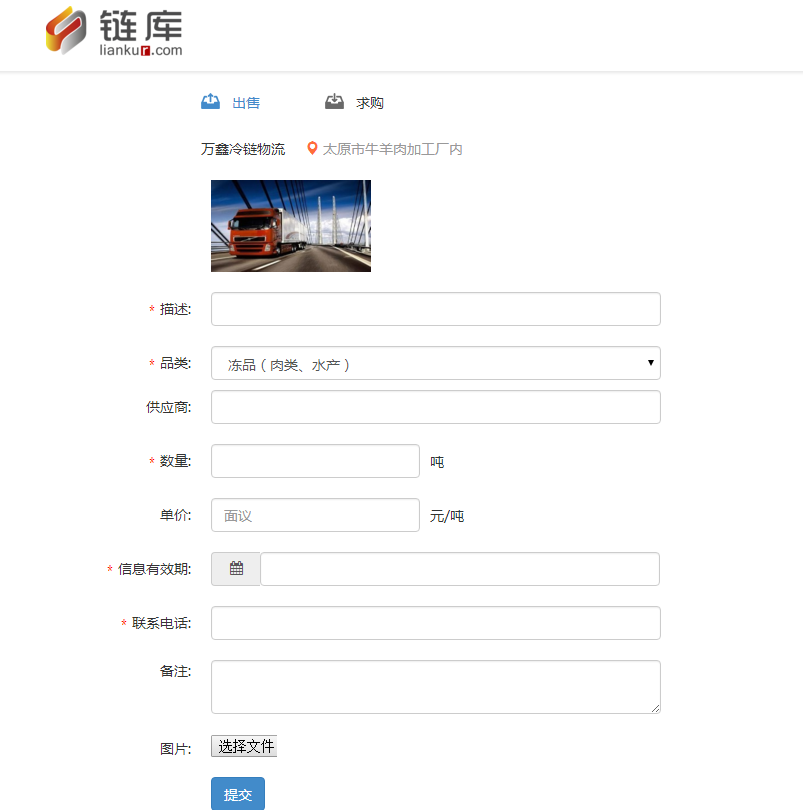 链库
liankur.com
出售 求购
万鑫冷链物流 太原市牛羊肉加工厂内
* 描述:
* 品类: 冻品（肉类、水产）
供应商:
* 数量: 吨
单价: 面议 元/吨
* 信息有效期:
* 联系电话:
备注:
图片: 选择文件
提交